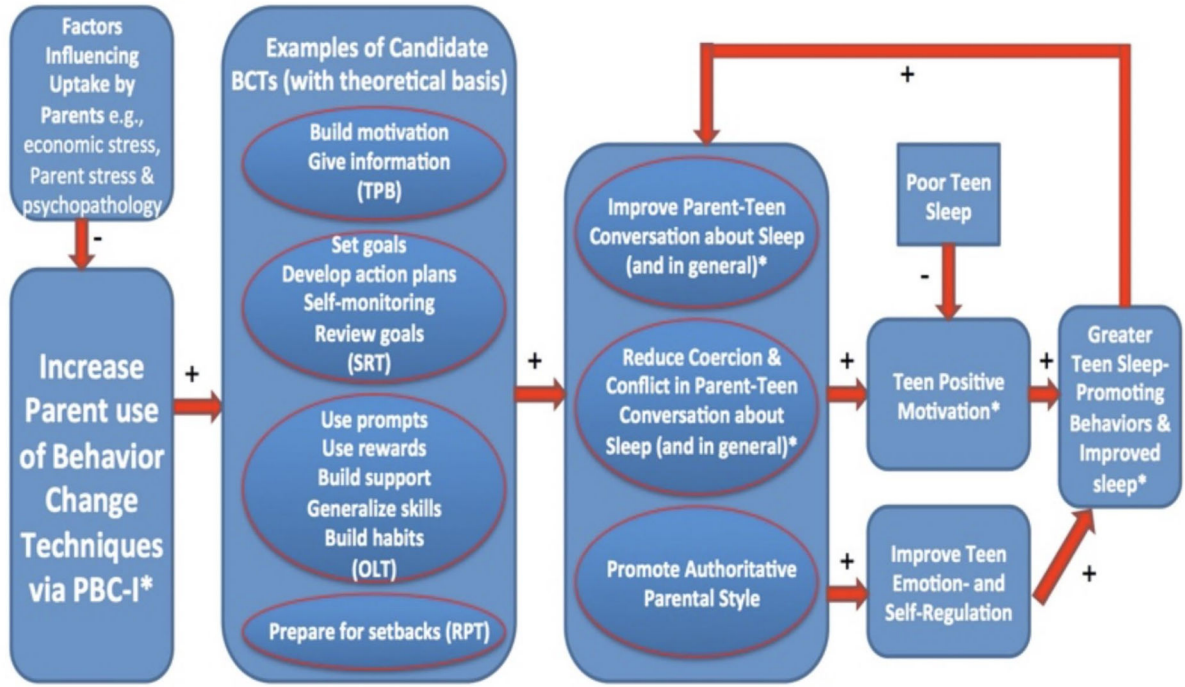 Factors
Influencing
Uptake by
Parents e.g.,
economic stress,
Parent stress &
psychopathology
-
Increase
Parent use
of Behavior
Change
Techniques
via PBC-I*
+
Examples of Candidate
BCTs (with theoretical basis)
Build motivation
Give information
(TPB)
Set goals
Develop action plans
Self-monitoring
Review goals
(SRT)
Use prompts
Use rewards
Build support
Generalize skills
Build habits
(OLT)
Prepare for setbacks (RPT)
+
Improve Parent-Teen
Conversation about Sleep
(and in general)*
Reduce Coercion &
Conflict in Parent-Teen
Conversation about
Sleep (and in general)*
Promote Authoritative
Parental Style
+
Poor Teen
Sleep
-
+
Teen Positive
Motivation*
+
+
Improve Teen
Emotion- and
Self-Regulation
+
Greater
Teen Sleep-
Promoting
Behaviors &
Improved
sleep*